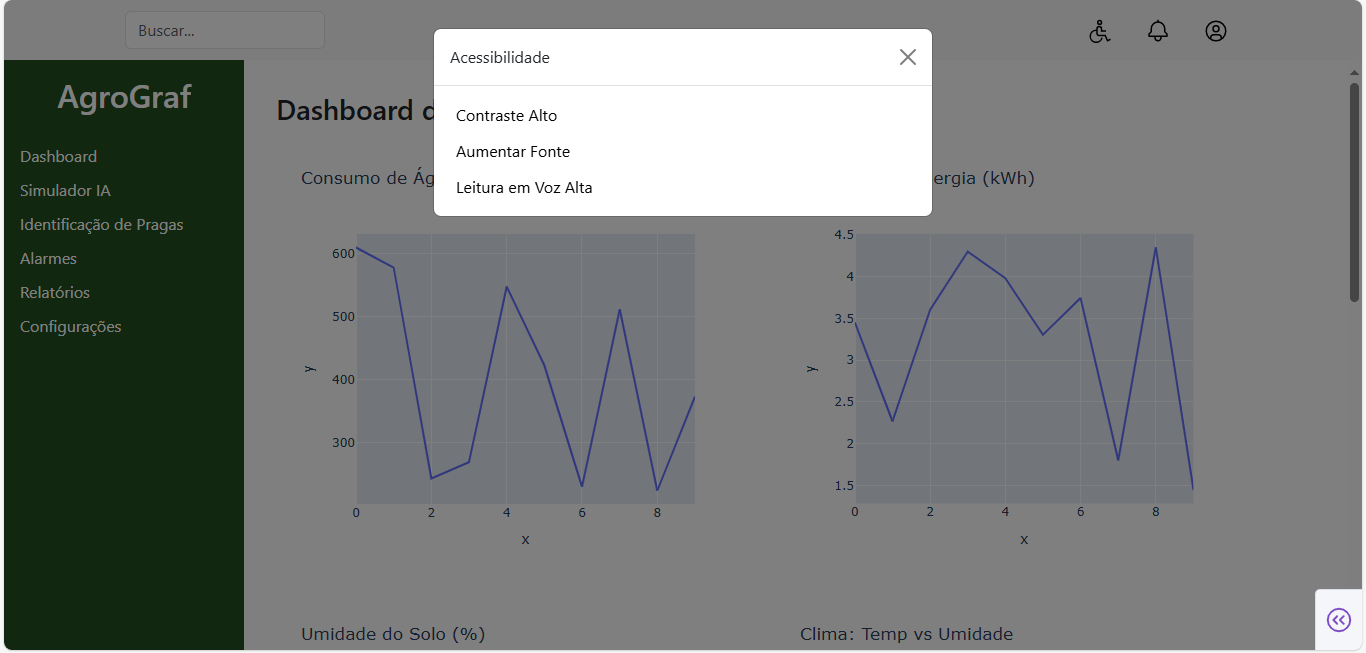 Buscar...
Acessibilidade
Contraste Alto
Aumentar Fonte
Leitura em Voz Alta
AgroGraf
Dashboard
Simulador IA
Identificação de Pragas
Alarmes
Relatórios
Configurações
Dashboard d
Consumo de Ág
600
500
400
300
y
0 2 4 6 8
x
ergia (kWh)
4.5
4
3.5
3
2.5
2
1.5
y
0 2 4 6 8
x
Umidade do Solo (%)
Clima: Temp vs Umidade